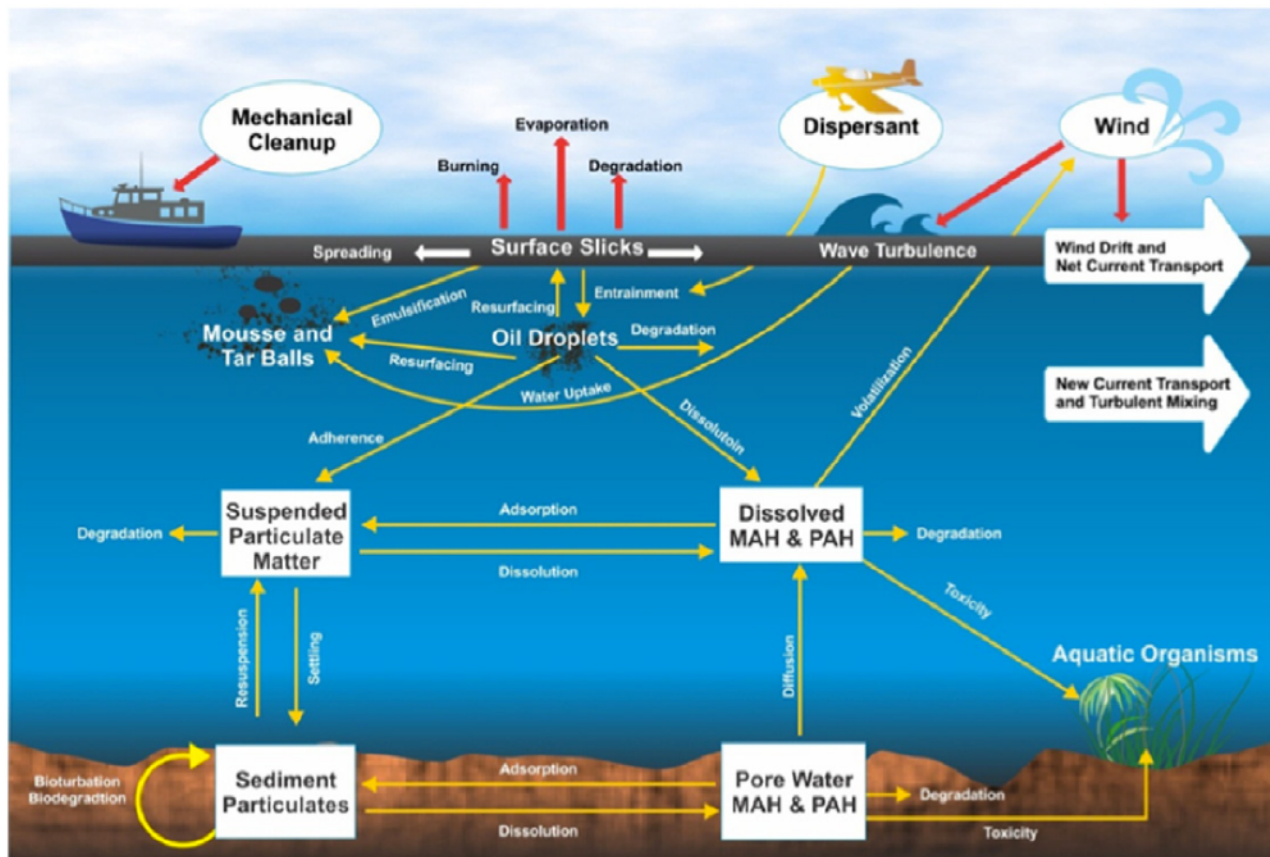 Mechanical
Cleanup
Dispersant
Wind
Evaporation
Burning
Degradation
Spreading
Surface Slicks
Wave Turbulence
Wind Drift and
Net Current Transport
Emulsification
Resurfacing
Entrainment
Mousse and
Tar Balls
Oil Droplets
Degradation
Resurfacing
Water Uptake
Volatilization
New Current Transport
and Turbulent Mixing
Adherence
Dissolutoin
Suspended
Particulate
Matter
Degradation
Adsorption
Dissolution
Dissolved
MAH & PAH
Degradation
Toxicity
Resuspension
Settling
Diffusion
Aquatic Organisms
Bioturbation
Biodegradtion
Sediment
Particulates
Adsorption
Dissolution
Pore Water
MAH & PAH
Degradation
Toxicity